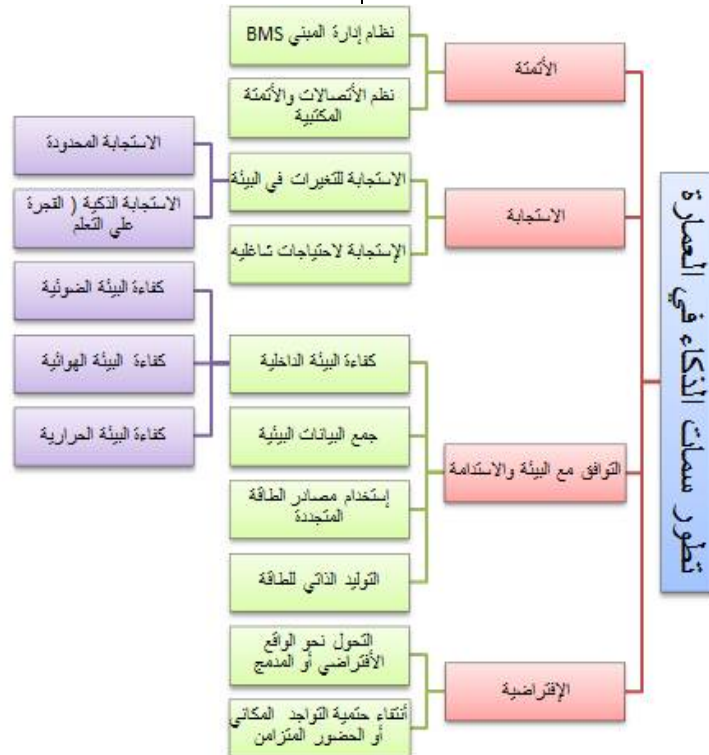 تطور سمات الذكاء في العمارة
الأتمتة
نظام إدارة المبني BMS
نظم الأتصالات والأتمتة
المكتبية
الاستجابة
الاستجابة للتغيرات في البيئة
الاستجابة المحدودة
الاستجابة الذكية ( القجرة
علي التعلم
الإستجابة لاحتياجات شاغليه
التوافق مع البيئة والاستدامة
كفاءة البيئة الداخلية
كفاءة البيئة الضوئية
كفاءة البيئة الهوائية
كفاءة البيئة الحرارية
جمع البيانات البيئية
إستخدام مصادر الطاقة
المتجددة
التوليد الذاتي للطاقة
الإفتراضية
التحول نحو الواقع
الأفتراضي أو المدمج
أنتفاء حتمية التواجد المكاني
أو الحضور المتزامن